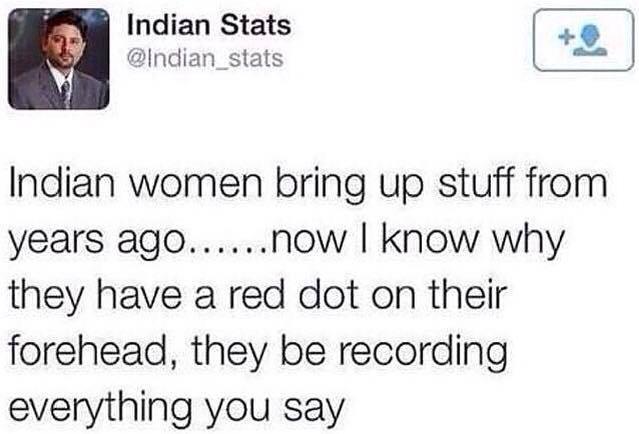 Indian Stats
@Indian_stats
Indian women bring up stuff from
years ago......now I know why
they have a red dot on their
forehead, they be recording
everything you say